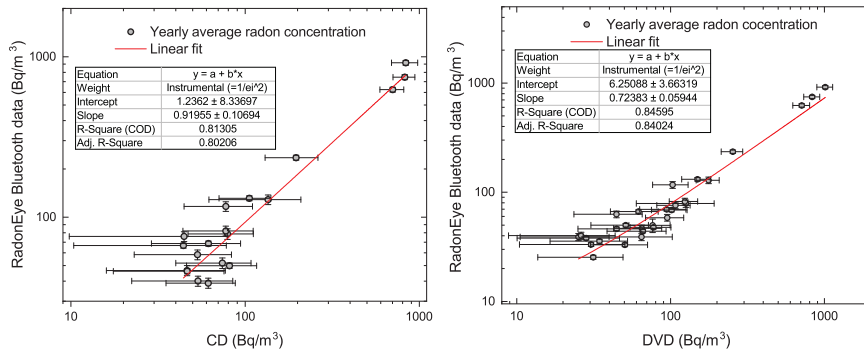 Yearly average radon cocentration
Linear fit
Equation y = a + b*x
Weight Instrumental (=1/ei^2)
Intercept 1.2362 ± 8.33697
Slope 0.91955 ± 0.10694
R-Square (COD) 0.81305
Adj. R-Square 0.80206
RadonEye Bluetooth data (Bq/m³)
1000
100
10 100 1000
CD (Bq/m³)
Yearly average radon concentration
Linear fit
Equation y = a + b*x
Weight Instrumental (=1/ei^2)
Intercept 6.25088 ± 3.66319
Slope 0.72383 ± 0.05944
R-Square (COD) 0.84595
Adj. R-Square 0.84024
RadonEye Bluetooth data (Bq/m³)
1000
100
10
10 100 1000
DVD (Bq/m³)